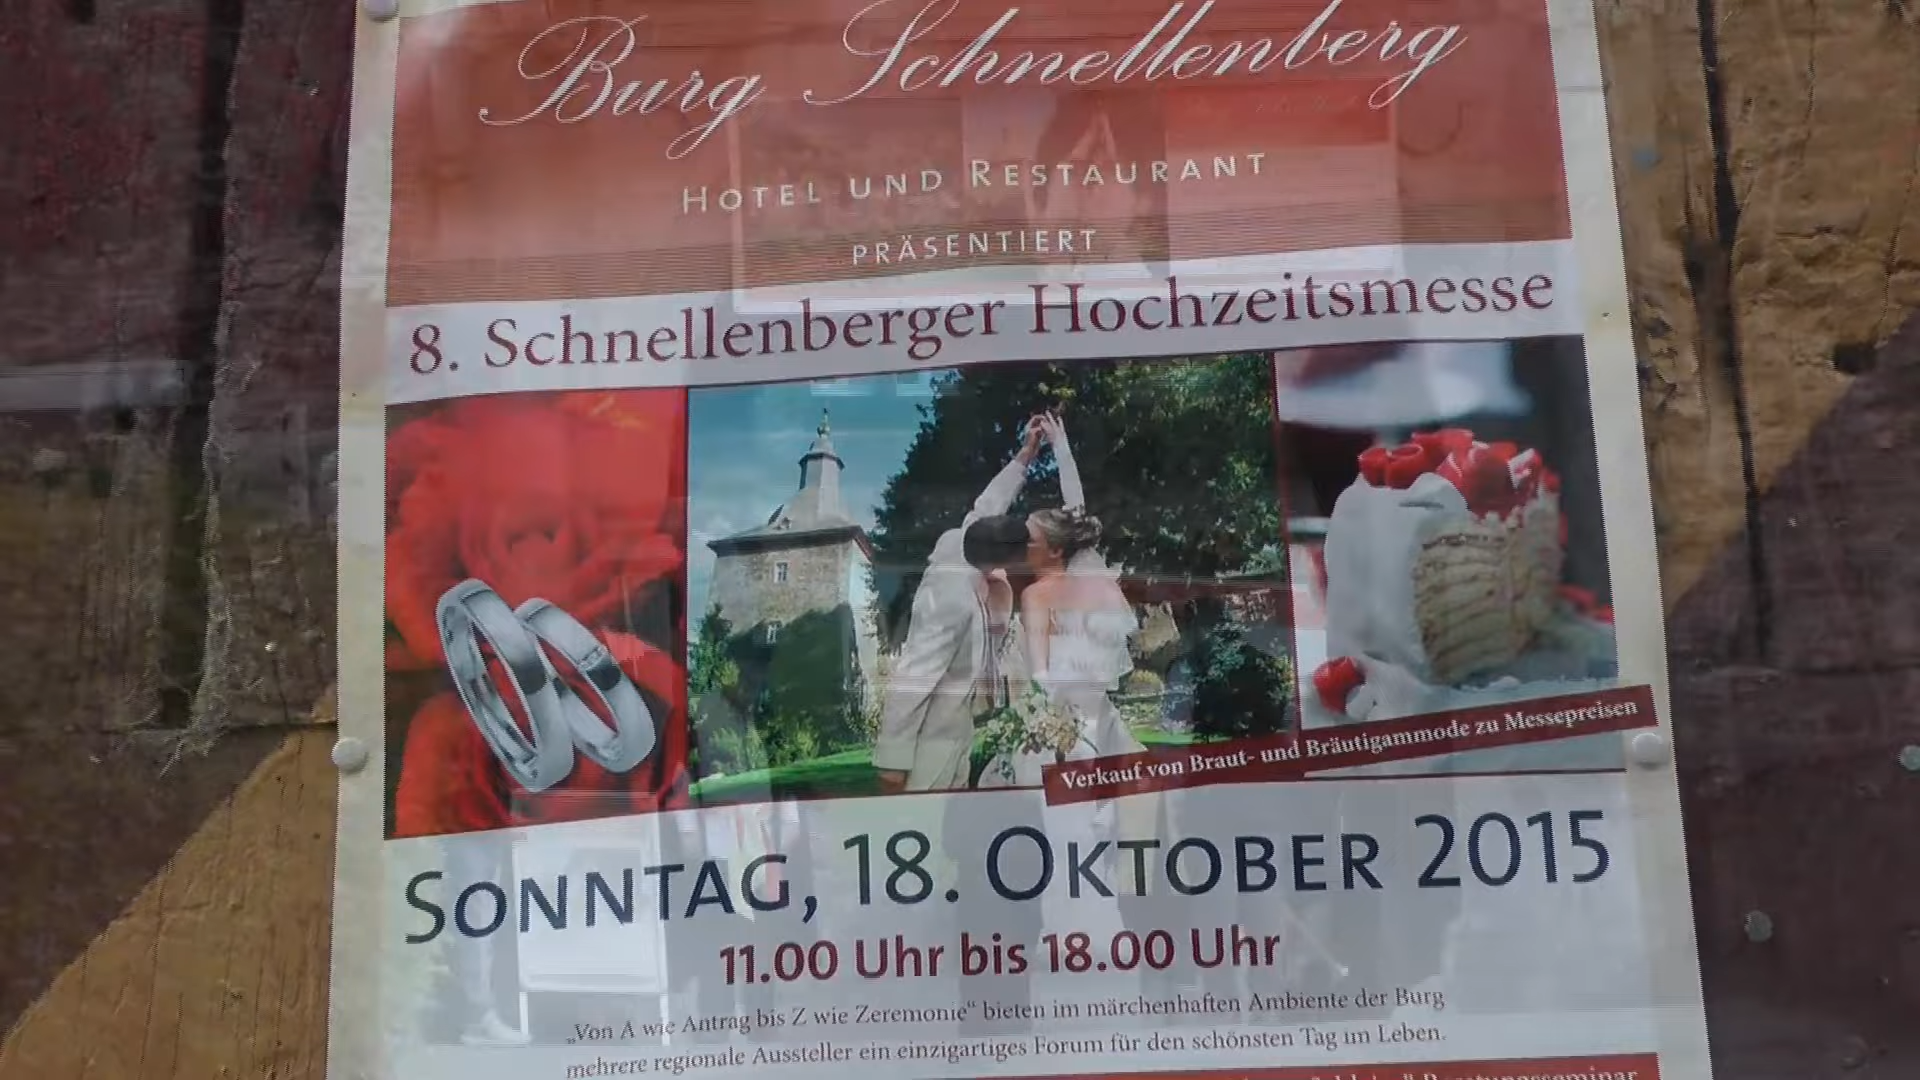 Burg Schnellenberg
HOTEL UND RESTAURANT
PRÄSENTIERT
8. Schnellenberger Hochzeitsmesse
Verkauf von Braut- und Bräutigammode zu Messepreisen
SONNTAG, 18. OKTOBER 2015
11.00 Uhr bis 18.00 Uhr
„Von A wie Antrag bis Z wie Zeremonie“ bieten im märchenhaften Ambiente der Burg
mehrere regionale Aussteller ein einzigartiges Forum für den schönsten Tag im Leben.